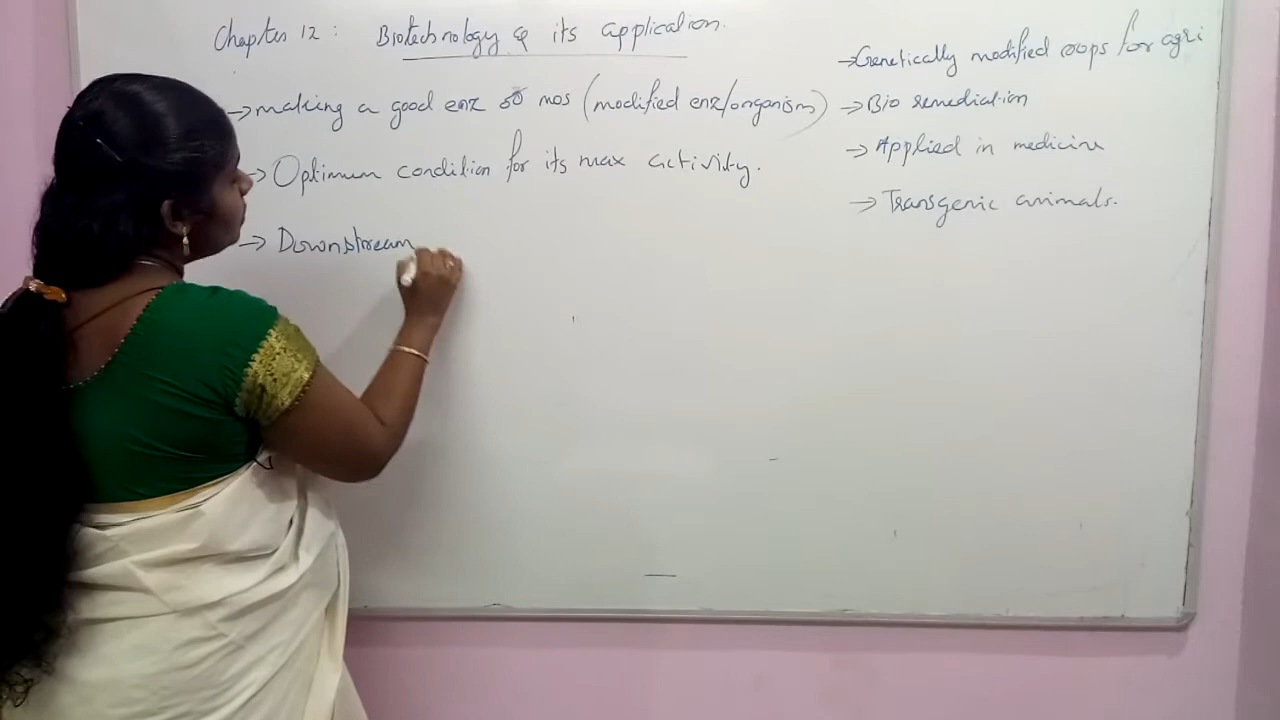 Chapter 12: Biotechnology & its application.
→ making a good enz or mos (modified enz/organism)
→ Optimum condition for its max activity.
→ Downstream
→ Genetically modified crops for agri
→ Bio remediation
→ Applied in medicine
→ Transgenic animals.